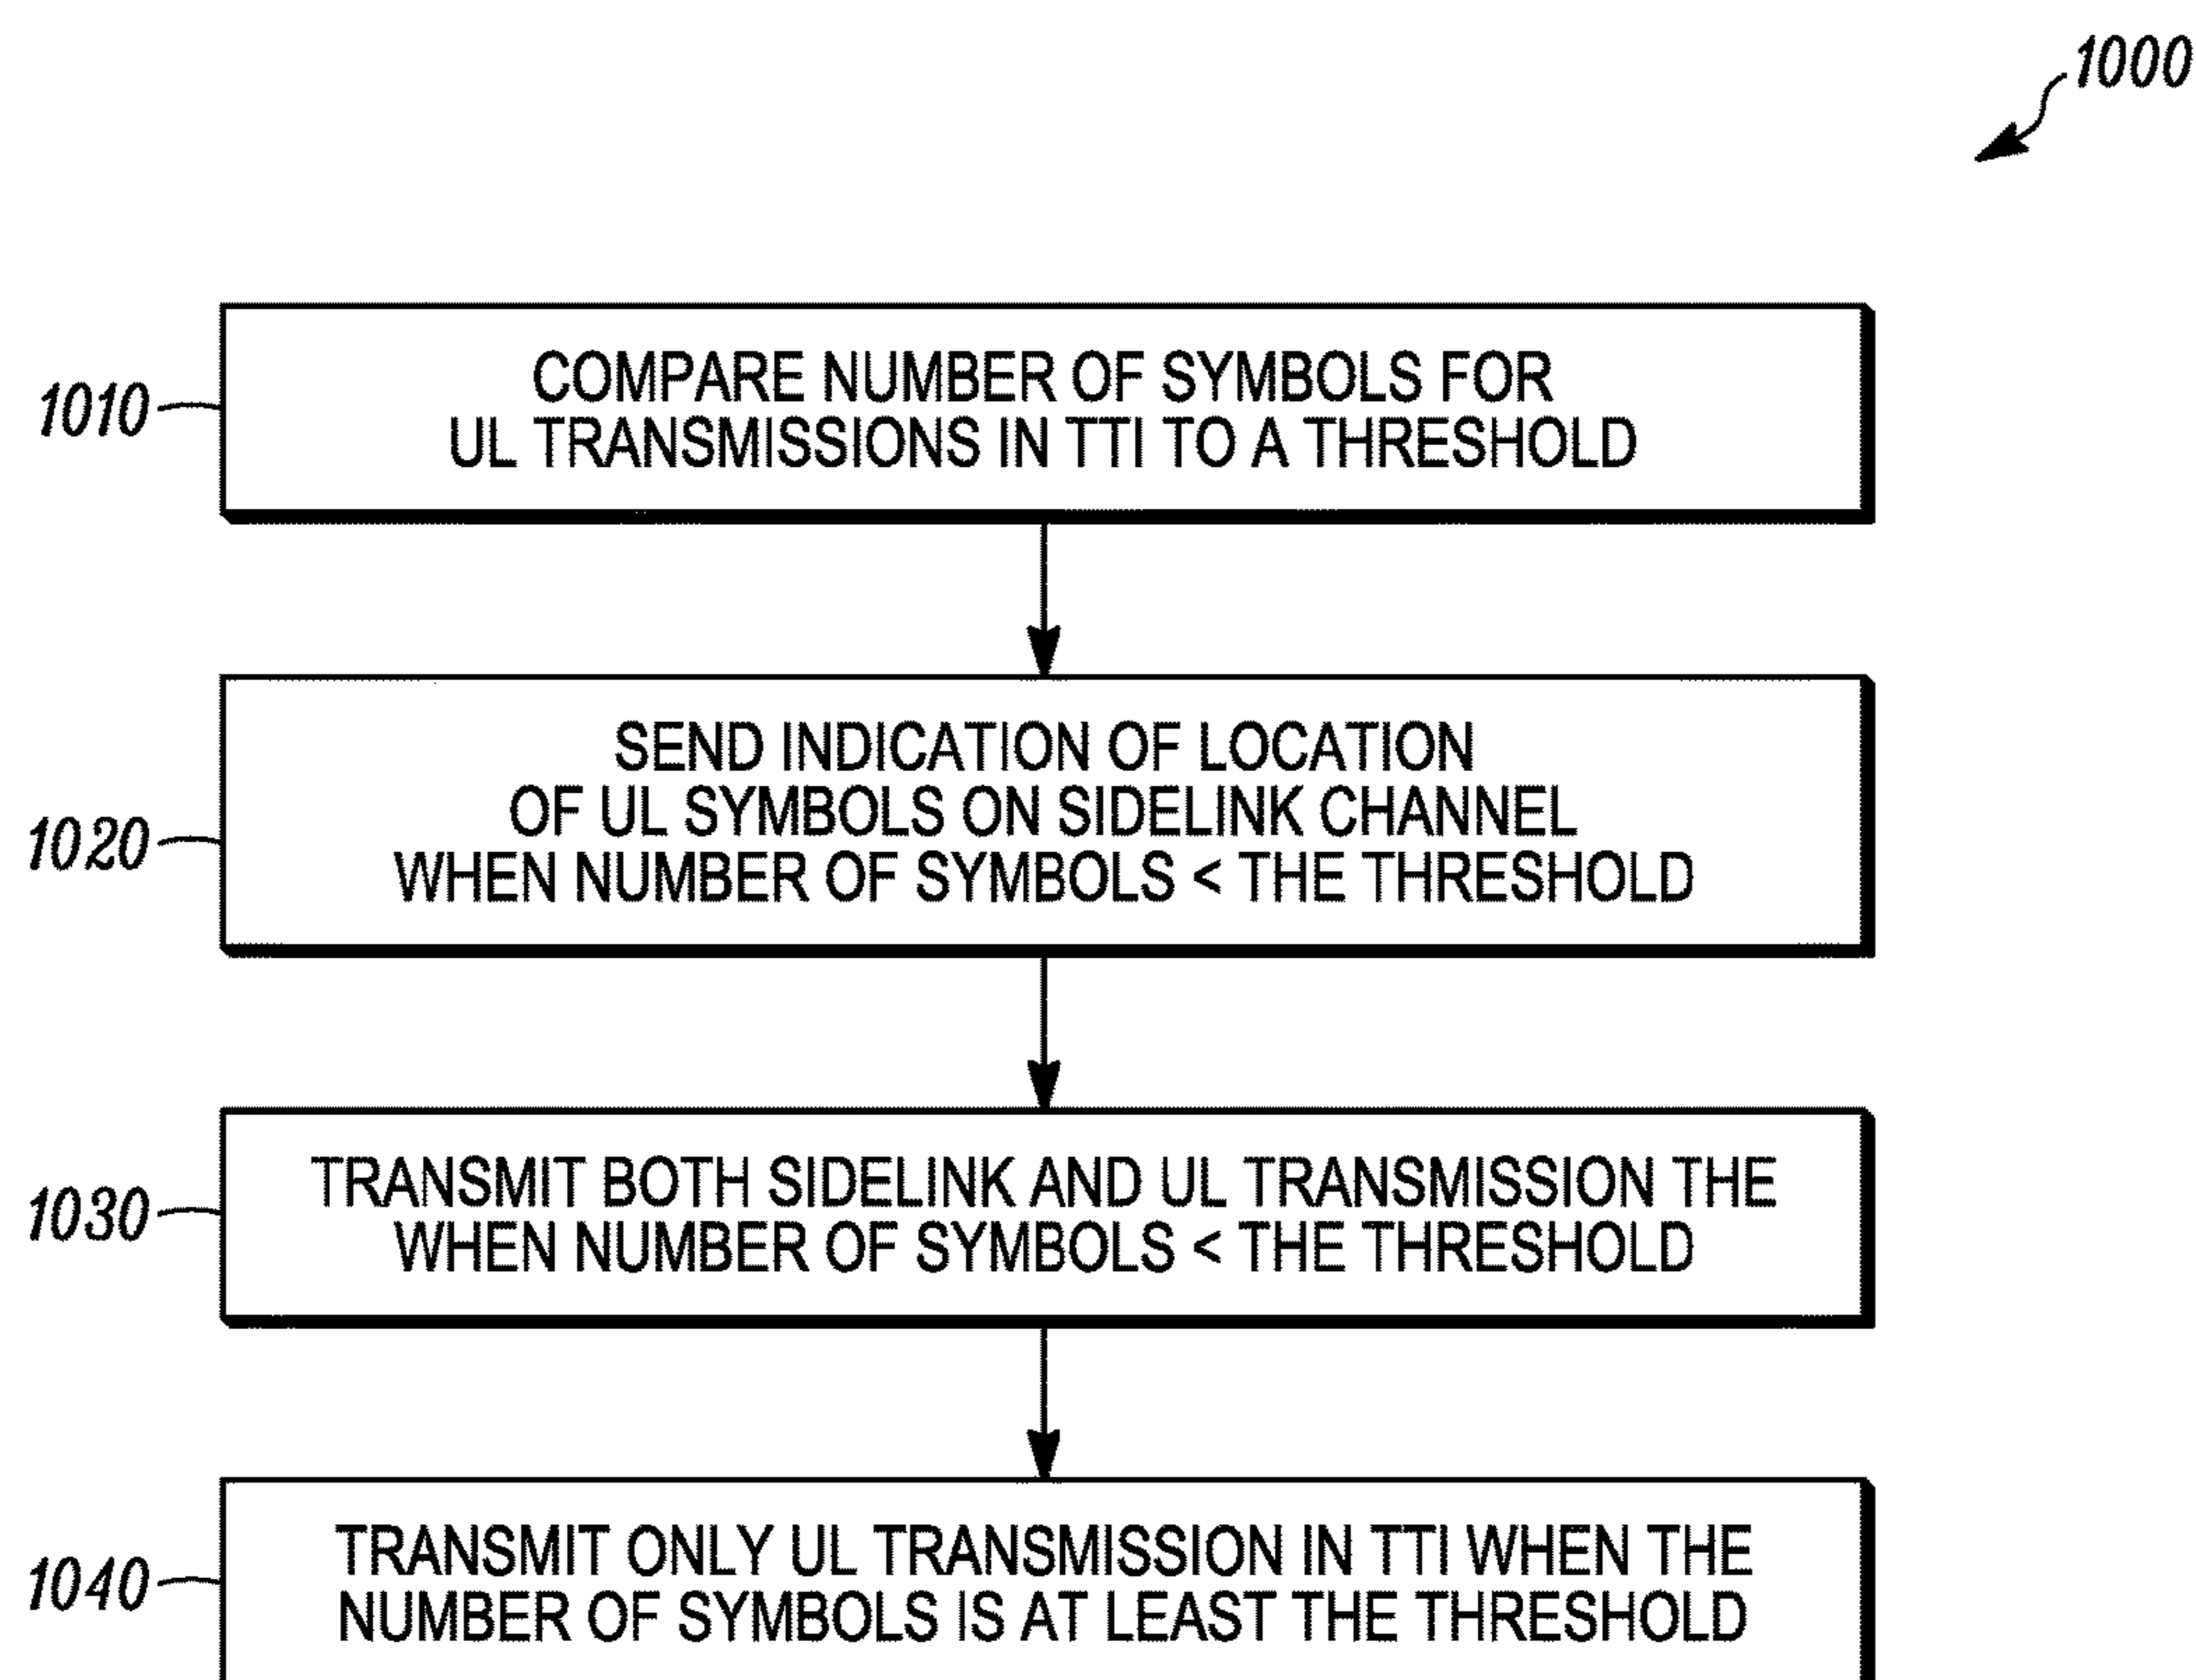 1000
1010
COMPARE NUMBER OF SYMBOLS FOR
UL TRANSMISSIONS IN TTI TO A THRESHOLD
1020
SEND INDICATION OF LOCATION
OF UL SYMBOLS ON SIDELINK CHANNEL
WHEN NUMBER OF SYMBOLS < THE THRESHOLD
1030
TRANSMIT BOTH SIDELINK AND UL TRANSMISSION THE
WHEN NUMBER OF SYMBOLS < THE THRESHOLD
1040
TRANSMIT ONLY UL TRANSMISSION IN TTI WHEN THE
NUMBER OF SYMBOLS IS AT LEAST THE THRESHOLD